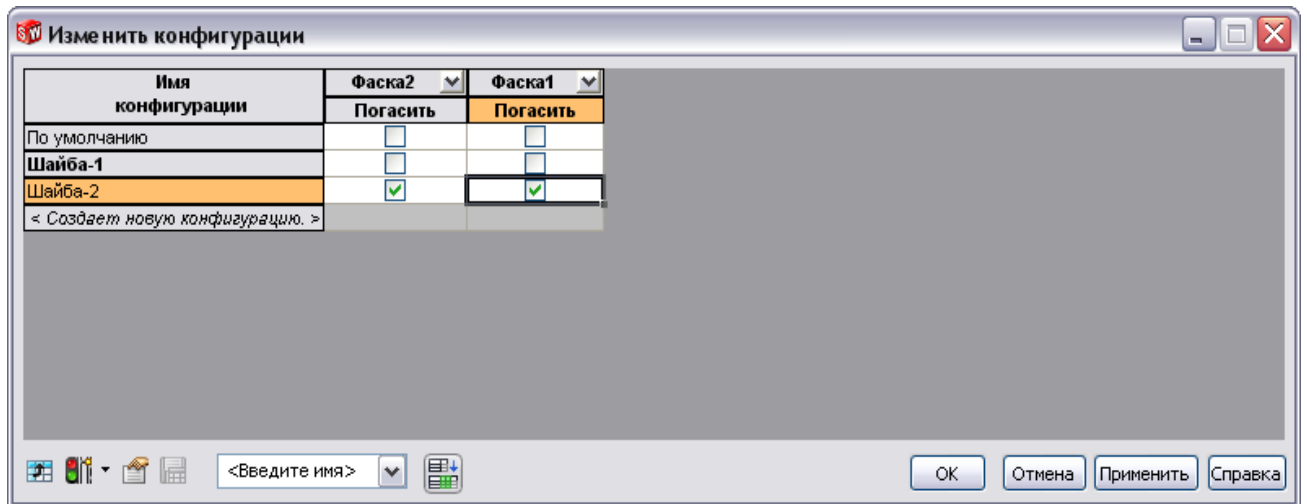 Изменить конфигурации
Имя конфигурации
Фаска2
Фаска1
Погасить
Погасить
По умолчанию
Шайба-1
Шайба-2
< Создает новую конфигурацию. >
<Введите имя>
OK
Отмена
Применить
Справка